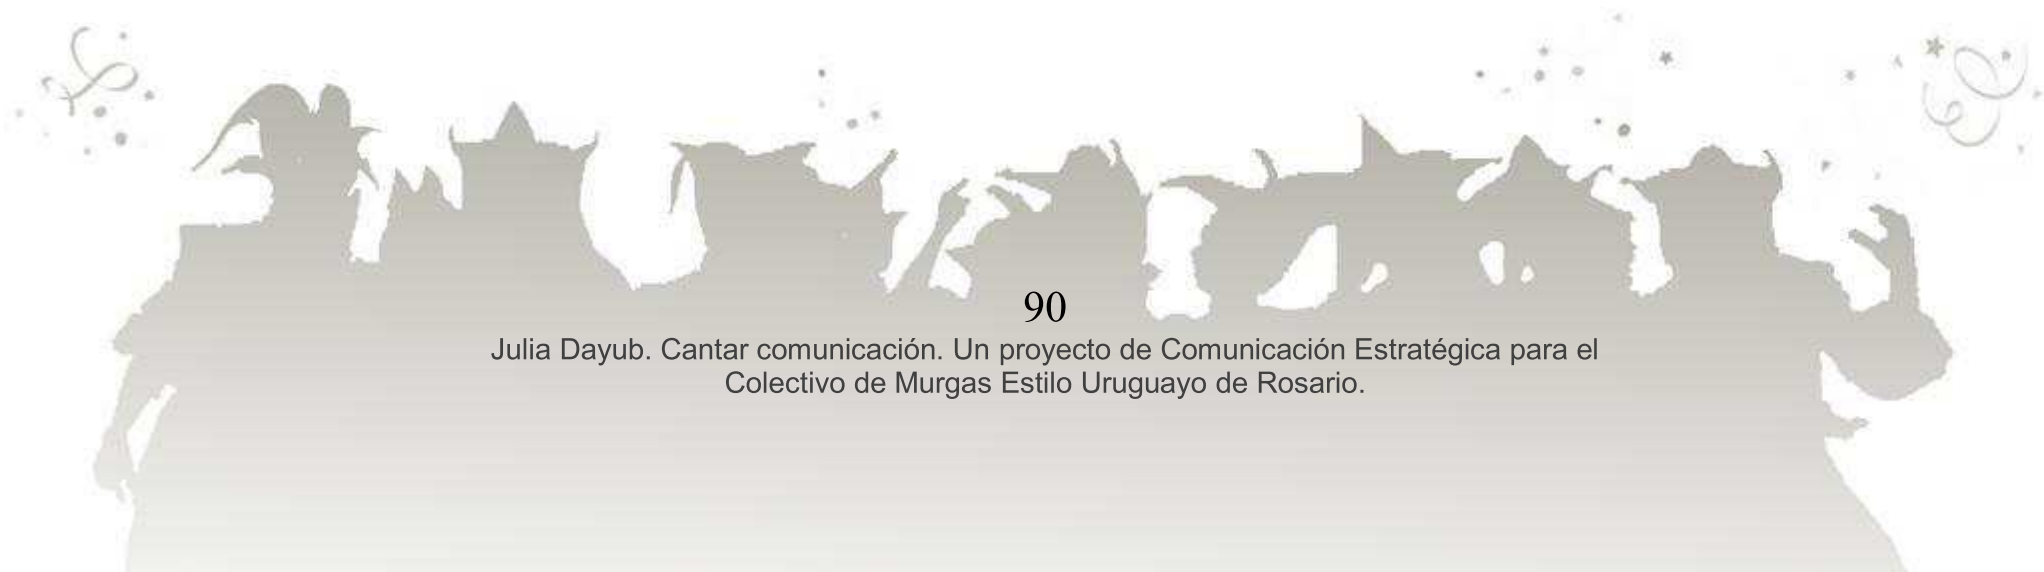 90
Julia Dayub. Cantar comunicación. Un proyecto de Comunicación Estratégica para el
Colectivo de Murgas Estilo Uruguayo de Rosario.